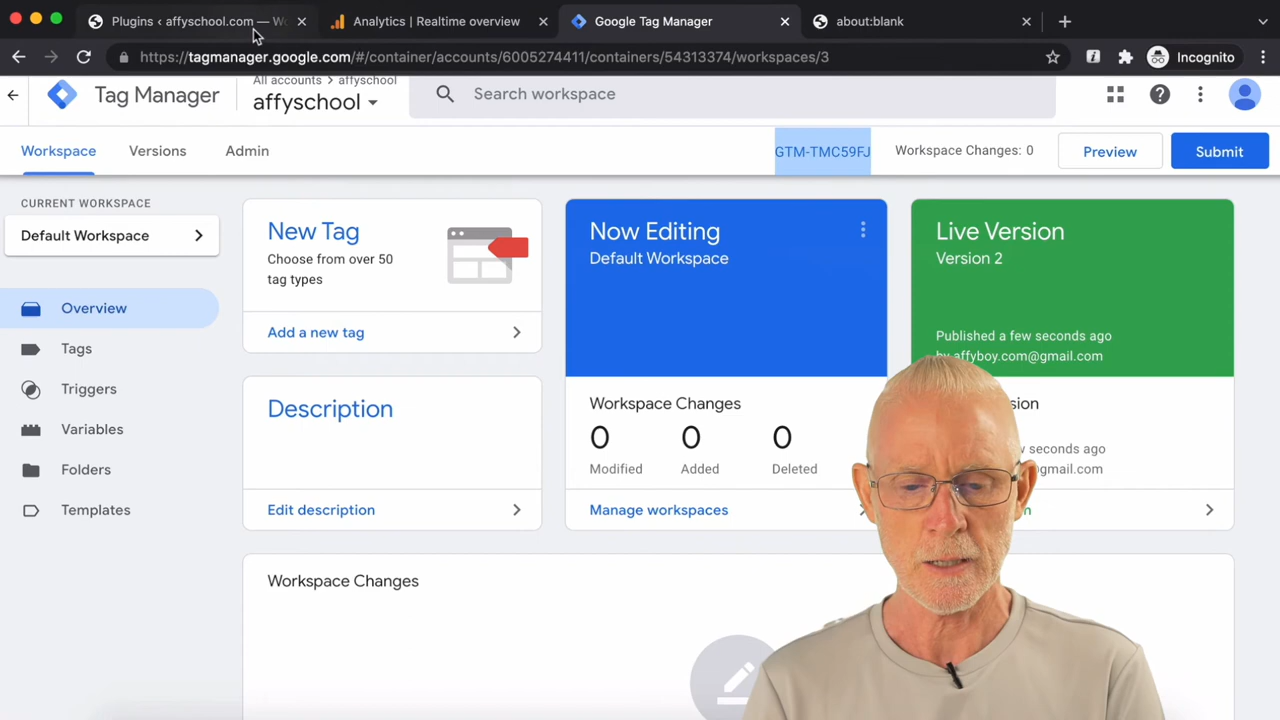 Plugins ‹ affyschool.com — Wo
Analytics | Realtime overview
Google Tag Manager
about:blank
https://tagmanager.google.com/#/container/accounts/6005274411/containers/54313374/workspaces/3
Incognito
Tag Manager
All accounts > affyschool
affyschool
Search workspace
Workspace
Versions
Admin
GTM-TMC59FJ
Workspace Changes: 0
Preview
Submit
CURRENT WORKSPACE
Default Workspace
Overview
Tags
Triggers
Variables
Folders
Templates
New Tag
Choose from over 50
tag types
Add a new tag
Description
Edit description
Now Editing
Default Workspace
Workspace Changes
0
0
0
Modified
Added
Deleted
Manage workspaces
Live Version
Version 2
Published a few seconds ago
by affyboy.com@gmail.com
few seconds ago
@gmail.com
Workspace Changes